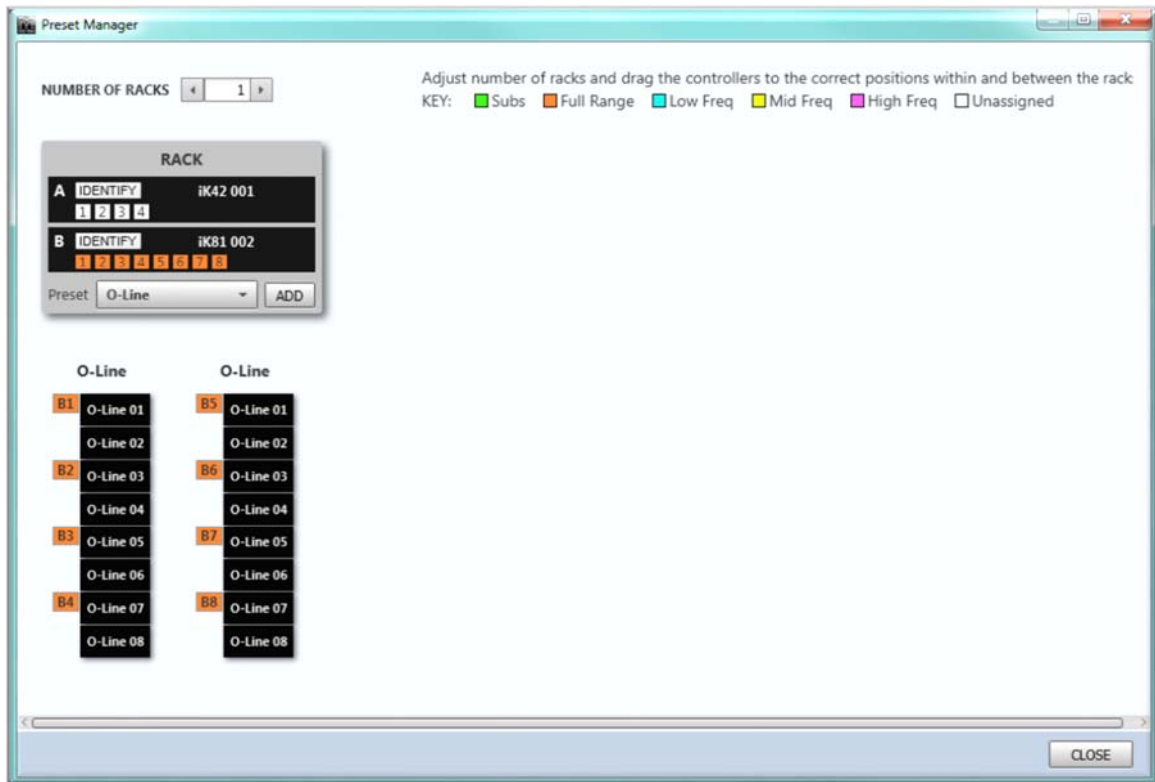 Preset Manager
NUMBER OF RACKS 1
Adjust number of racks and drag the controllers to the correct positions within and between the rack
KEY: Subs Full Range Low Freq Mid Freq High Freq Unassigned
RACK
A IDENTIFY iK42 001
1 2 3 4
B IDENTIFY iK81 002
1 2 3 4 5 6 7 8
Preset O-Line ADD
O-Line O-Line
B1 O-Line 01 B5 O-Line 01
O-Line 02 O-Line 02
B2 O-Line 03 B6 O-Line 03
O-Line 04 O-Line 04
B3 O-Line 05 B7 O-Line 05
O-Line 06 O-Line 06
B4 O-Line 07 B8 O-Line 07
O-Line 08 O-Line 08
CLOSE